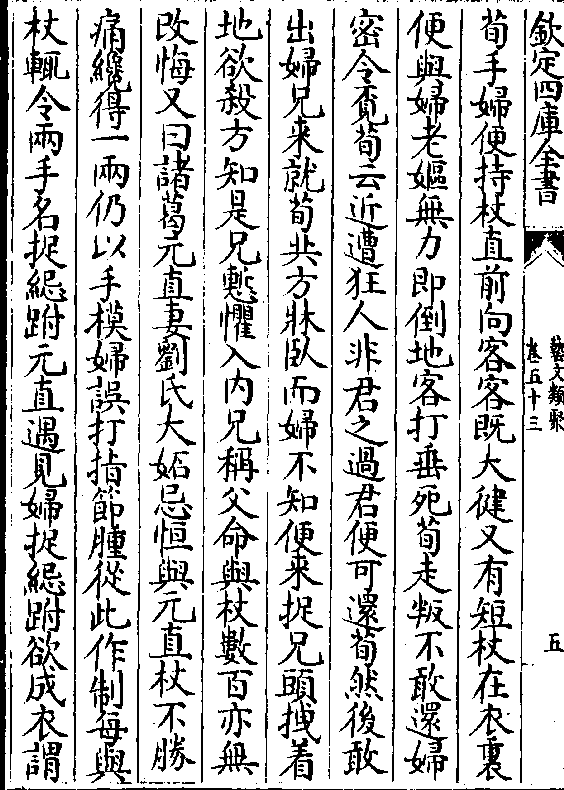 欽定四庫全書
藝文類聚
卷五十三
五
荀手婦便持杖直前向客客既大健又有短杖在衣裏
便與婦老嫗無力即倒地客打垂死荀走叛不敢還婦
密令覔荀云近遭狂人非君之過君便可還荀然後敢
出婦兄来就荀共方牀臥而婦不知便来捉兄頭拽着
地欲殺方知是兄慙懼入内兄稱父命與杖數百亦無
改悔又曰諸葛元直妻劉氏大妬忌恒與元直杖不勝
痛纔得一兩仍以手模婦誤打指節腫從此作制每與
杖輒令兩手名捉䋎跗元直遇見婦捉䋎跗欲成衣謂